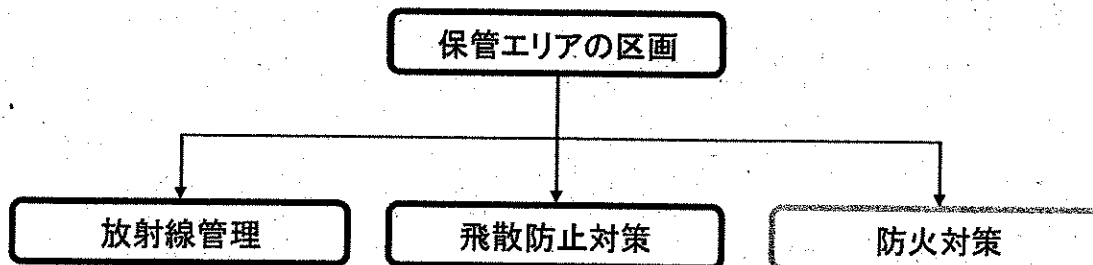 保管エリアの区画
放射線管理
飛散防止対策
防火対策